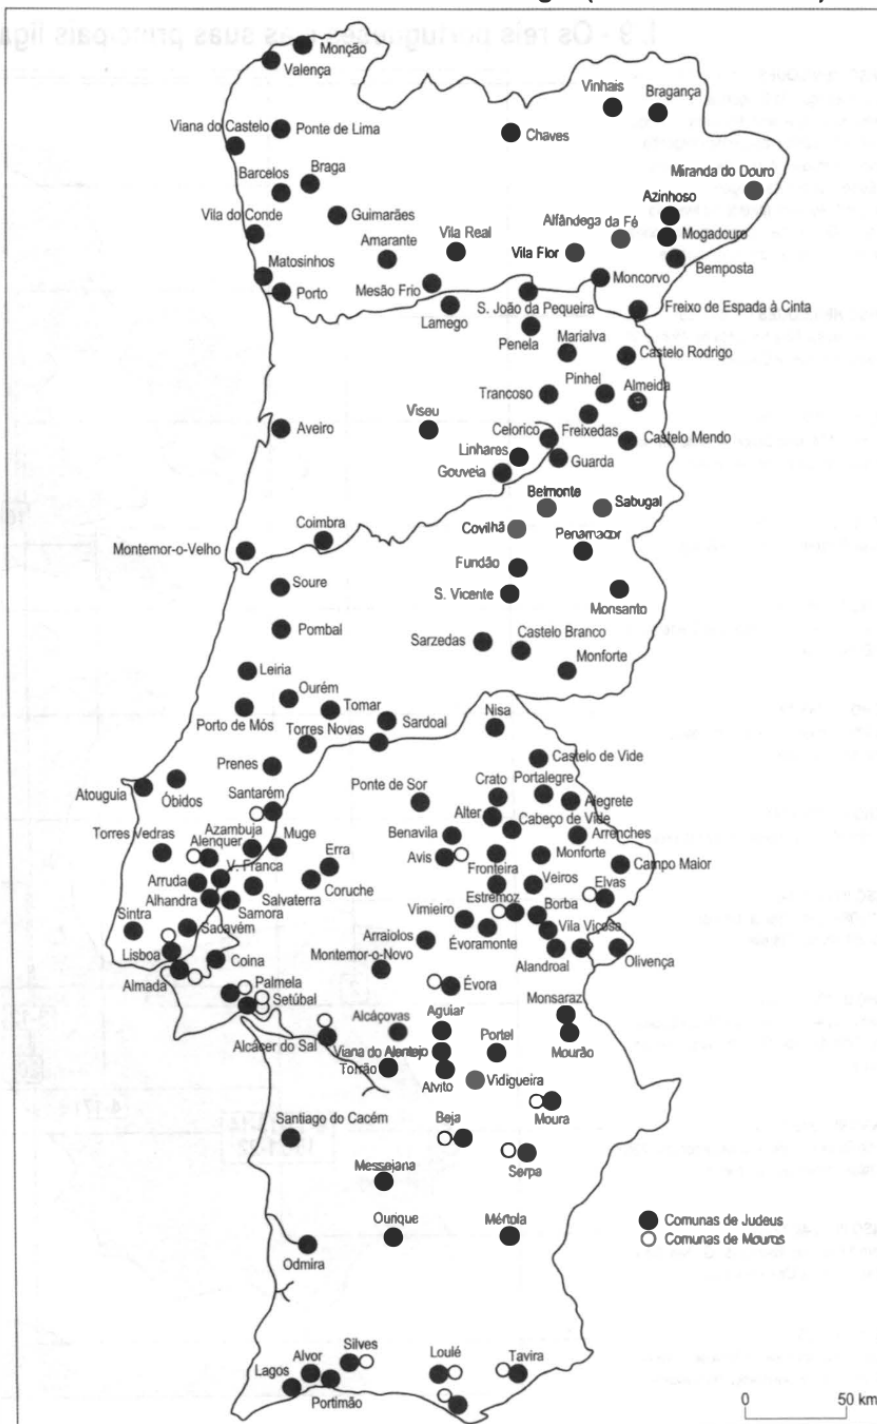 Monção
Valença
Vinhais
Bragança
Viana do Castelo
Ponte de Lima
Chaves
Miranda do Douro
Barcelos
Braga
Azinhoso
Vila do Conde
Guimarães
Alfândega da Fé
Mogadouro
Amarante
Vila Real
Vila Flor
Bemposta
Matosinhos
Moncorvo
Porto
Mesão Frio
S. João da Pequeira
Freixo de Espada à Cinta
Lamego
Penela
Marialva
Castelo Rodrigo
Trancoso
Pinhel
Almeida
Aveiro
Viseu
Celorico
Freixedas
Castelo Mendo
Linhares
Guarda
Gouveia
Belmonte
Sabugal
Coimbra
Covilhã
Penamacor
Montemor-o-Velho
Fundão
Soure
S. Vicente
Monsanto
Pombal
Sarzedas
Castelo Branco
Monforte
Leiria
Ourém
Tomar
Porto de Mós
Torres Novas
Sardoal
Nisa
Prenes
Castelo de Vide
Atouguia
Óbidos
Santarém
Ponte de Sor
Crato
Portalegre
Alegrete
Torres Vedras
Azambuja
Alenquer
Muge
Benavila
Alter
Cabeço de Vide
Arrenches
Erra
Avis
Fronteira
Monforte
Campo Maior
Arruda
V. Franca
Coruche
Veiros
Elvas
Alhandra
Salvaterra
Estremoz
Borba
Sintra
Samora
Vimieiro
Vila Viçosa
Sacavém
Arraiolos
Évoramonte
Lisboa
Coina
Montemor-o-Novo
Alandroal
Olivença
Almada
Palmela
Évora
Setúbal
Monsaraz
Alcáçovas
Aguiar
Alcácer do Sal
Viana do Alentejo
Portel
Mourão
Torrão
Alvito
Vidigueira
Moura
Santiago do Cacém
Beja
Serpa
Messejana
Ourique
Mértola
Comunas de Judeus
Comunas de Mouros
Odmira
Silves
Alvor
Loulé
Tavira
Lagos
Portimão
0 50 km